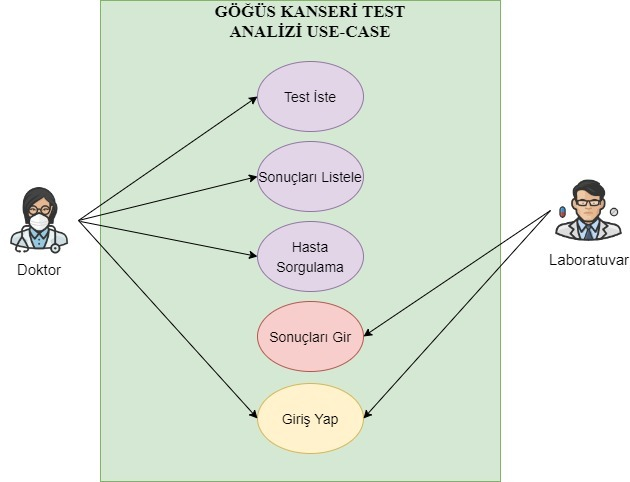 GÖĞÜS KANSERİ TEST
ANALİZİ USE-CASE
Test İste
Sonuçları Listele
Hasta
Sorgulama
Doktor
Laboratuvar
Sonuçları Gir
Giriş Yap